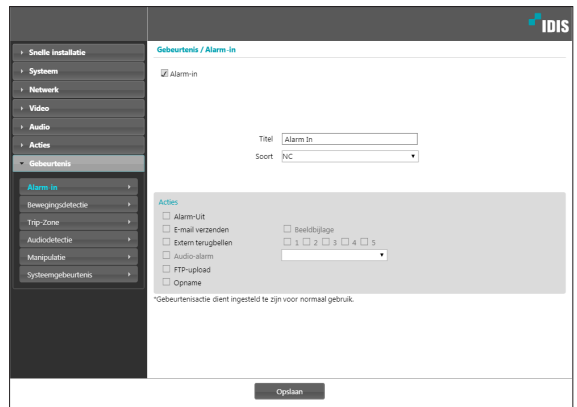 IDIS
Snelle installatie
Systeem
Netwerk
Video
Audio
Acties
Gebeurtenis
Alarm-in
Bewegingsdetectie
Trip-Zone
Audiodetectie
Manipulatie
Systeemgebeurtenis
Gebeurtenis / Alarm-in
Alarm-in
Titel Alarm In
Soort NC
Acties
Alarm-Uit
E-mail verzenden Beeldbijlage
Extern terugbellen 1 2 3 4 5
Audio-alarm
FTP-upload
Opname
*Gebeurtenisactie dient ingesteld te zijn voor normaal gebruik.
Opslaan